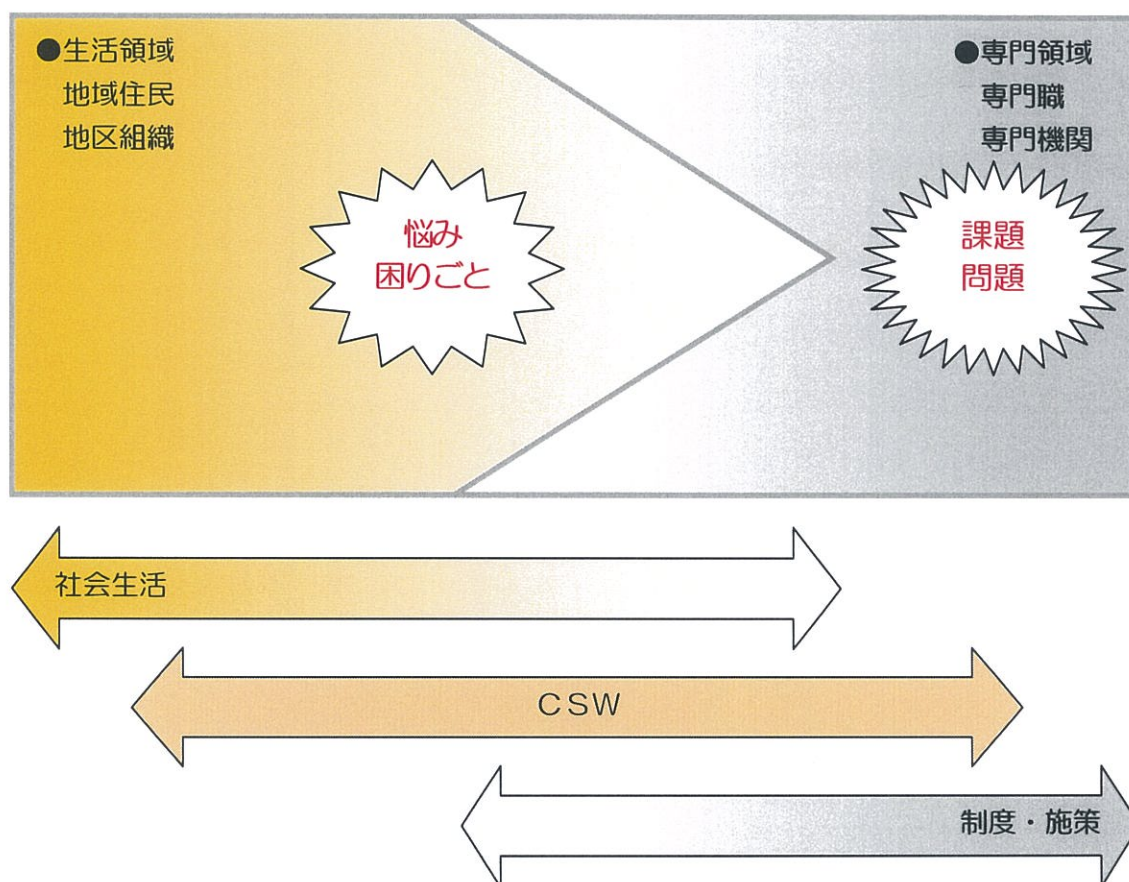 ●生活領域
地域住民
地区組織
●専門領域
専門職
専門機関
悩み
困りごと
課題
問題
社会生活
CSW
制度・施策